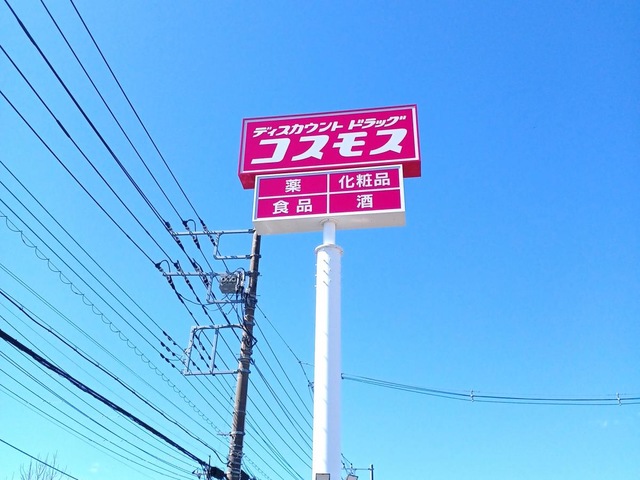 ディスカウント ドラッグ
コスモス
薬 化粧品
食品 酒